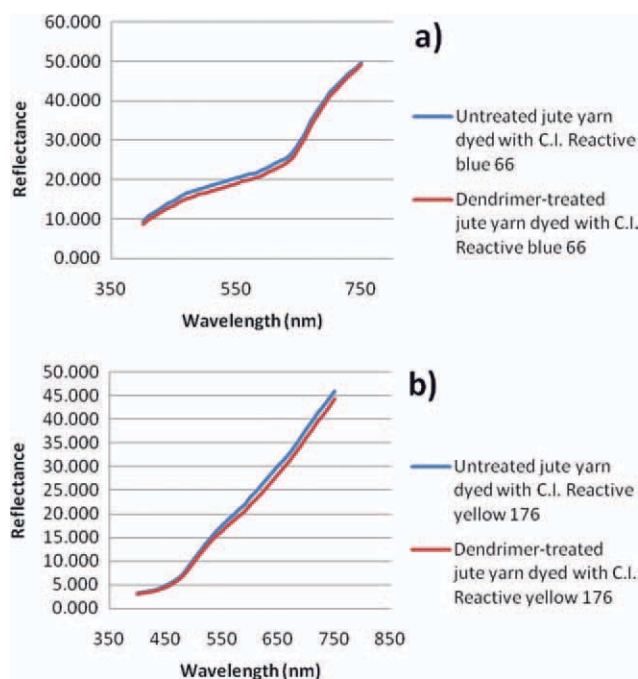 a)
60.000
50.000
40.000
30.000
20.000
10.000
0.000
Reflectance
350 550 750
Wavelength (nm)
Untreated jute yarn
dyed with C.I. Reactive
blue 66
Dendrimer-treated
jute yarn dyed with C.I.
Reactive blue 66
b)
50.000
45.000
40.000
35.000
30.000
25.000
20.000
15.000
10.000
5.000
0.000
Reflectance
350 450 550 650 750 850
Wavelength (nm)
Untreated jute yarn
dyed with C.I. Reactive
yellow 176
Dendrimer-treated
jute yarn dyed with C.I.
Reactive yellow 176